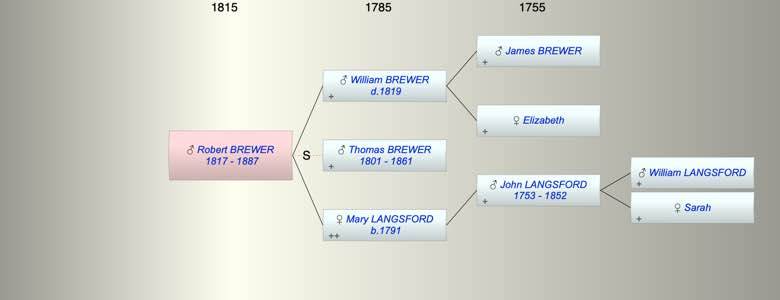 1815 1785 1755
♂ James BREWER
+
♂ William BREWER
d.1819
+
♀ Elizabeth
+
♂ Robert BREWER
1817 - 1887
S
♂ Thomas BREWER
1801 - 1861
+
♂ William LANGSFORD
+
♂ John LANGSFORD
1753 - 1852
+
♀ Sarah
+
♀ Mary LANGSFORD
b.1791
++